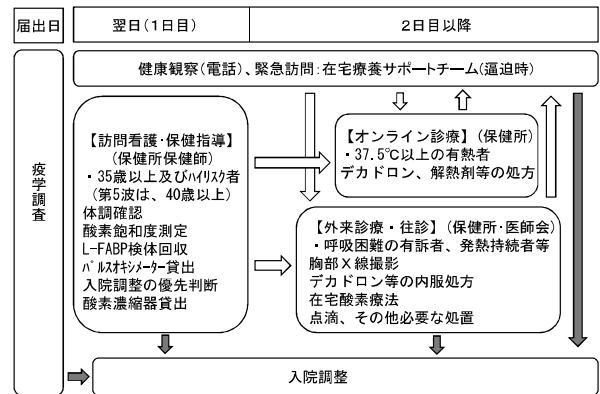 届出日
翌日(1日目)
2日目以降
健康観察(電話)、緊急訪問:在宅療養サポートチーム(逼迫時)
疫学調査
【訪問看護・保健指導】
(保健所保健師)
・35歳以上及びハイリスク者
(第5波は、40歳以上)
体調確認
酸素飽和度測定
L-FABP検体回収
パルスオキシメーター貸出
入院調整の優先判断
酸素濃縮器貸出
【オンライン診療】(保健所)
・37.5℃以上の有熱者
デカドロン、解熱剤等の処方
【外来診療・往診】(保健所・医師会)
・呼吸困難の有訴者、発熱持続者等
胸部X線撮影
デカドロン等の内服処方
在宅酸素療法
点滴、その他必要な処置
入院調整